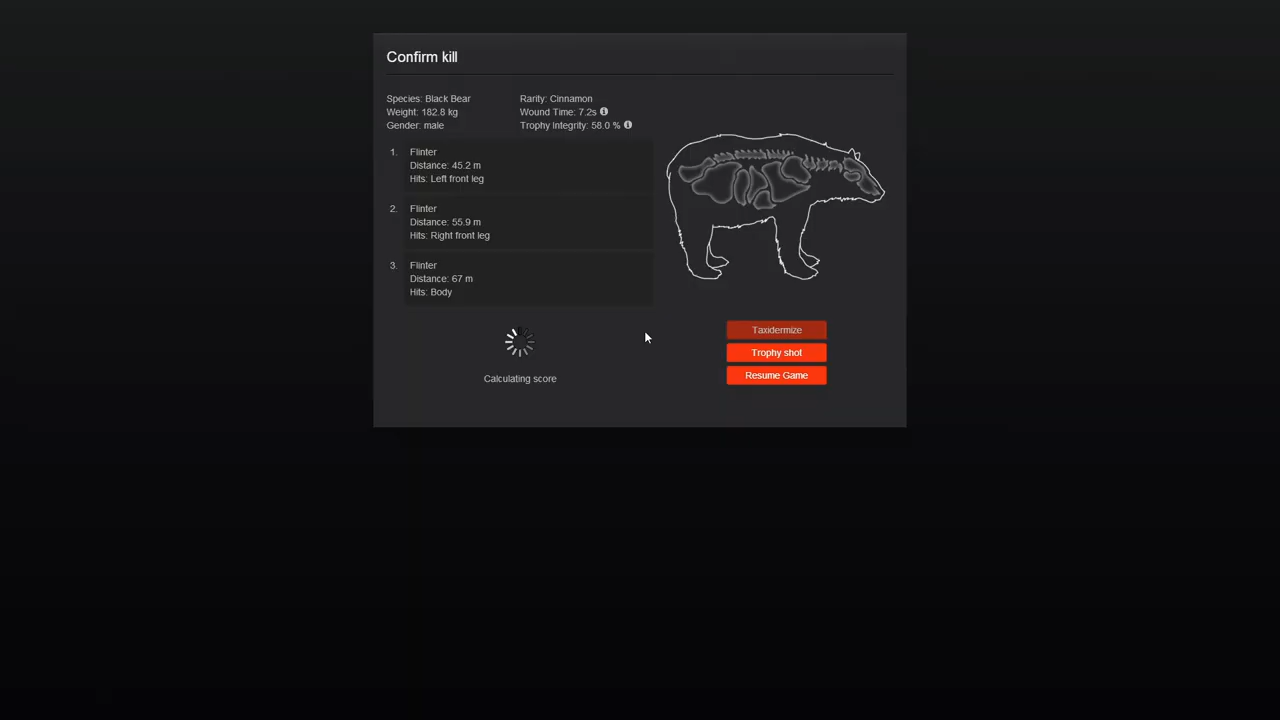 Confirm kill
Species: Black Bear
Weight: 182.8 kg
Gender: male
Rarity: Cinnamon
Wound Time: 7.2s
Trophy Integrity: 58.0 %
1. Flinter
Distance: 45.2 m
Hits: Left front leg
2. Flinter
Distance: 55.9 m
Hits: Right front leg
3. Flinter
Distance: 67 m
Hits: Body
Calculating score
Taxidermize
Trophy shot
Resume Game